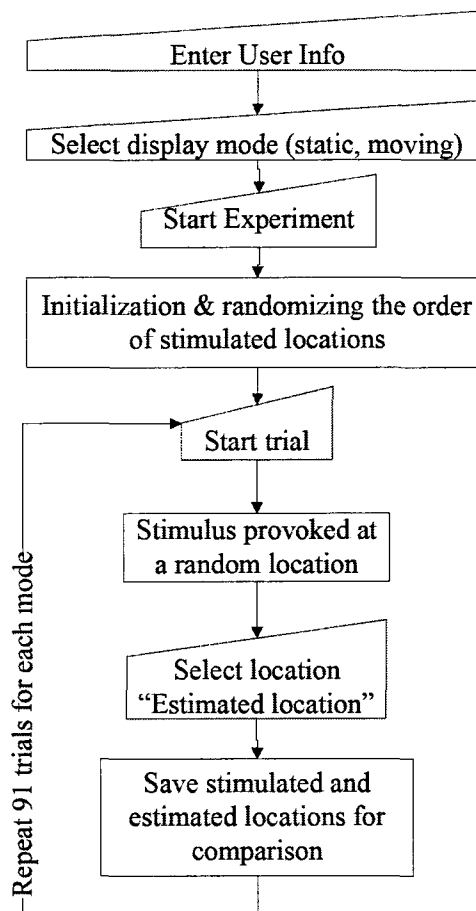 Enter User Info
Select display mode (static, moving)
Start Experiment
Initialization & randomizing the order
of stimulated locations
Start trial
Stimulus provoked at
a random location
Select location
“Estimated location”
Save stimulated and
estimated locations for
comparison
Repeat 91 trials for each mode